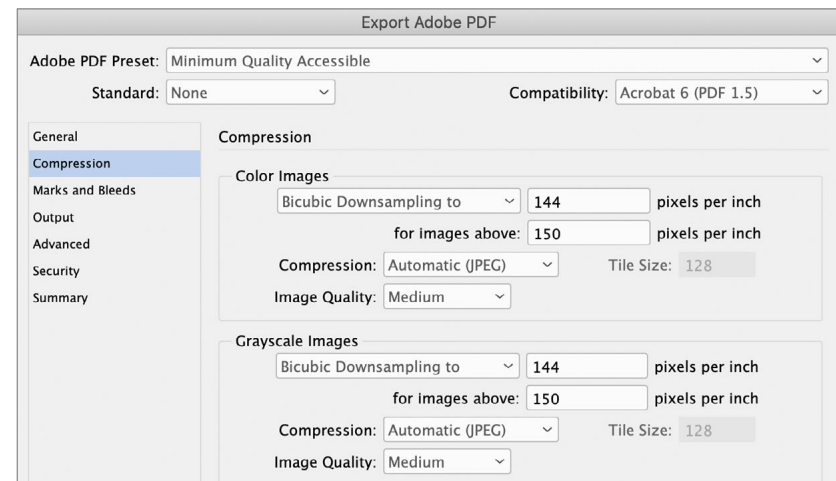 Export Adobe PDF
Adobe PDF Preset: Minimum Quality Accessible
Standard: None Compatibility: Acrobat 6 (PDF 1.5)
General
Compression
Marks and Bleeds
Output
Advanced
Security
Summary
Compression
Color Images
Bicubic Downsampling to 144 pixels per inch
for images above: 150 pixels per inch
Compression: Automatic (JPEG) Tile Size: 128
Image Quality: Medium
Grayscale Images
Bicubic Downsampling to 144 pixels per inch
for images above: 150 pixels per inch
Compression: Automatic (JPEG) Tile Size: 128
Image Quality: Medium